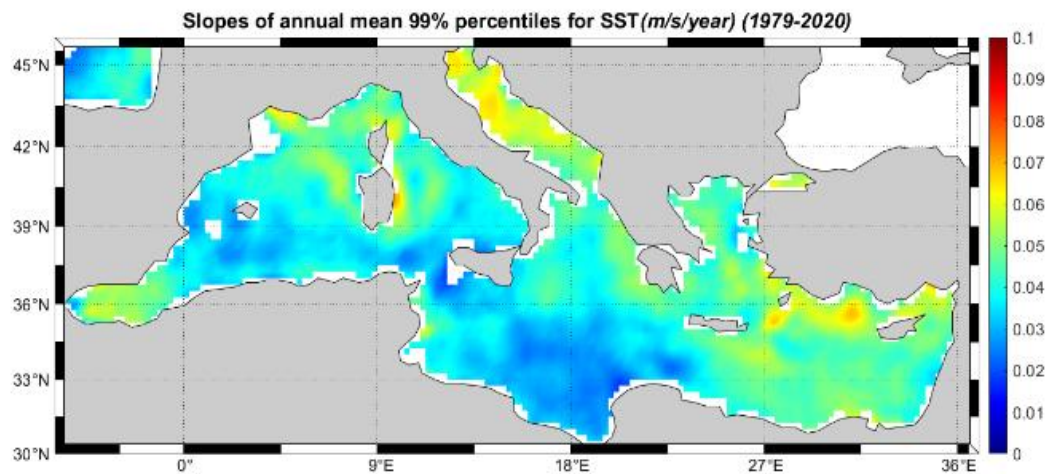 Slopes of annual mean 99% percentiles for SST(m/s/year) (1979-2020)
45°N
42°N
39°N
36°N
33°N
30°N
0°
9°E
18°E
27°E
36°E
0.1
0.09
0.08
0.07
0.06
0.05
0.04
0.03
0.02
0.01
0